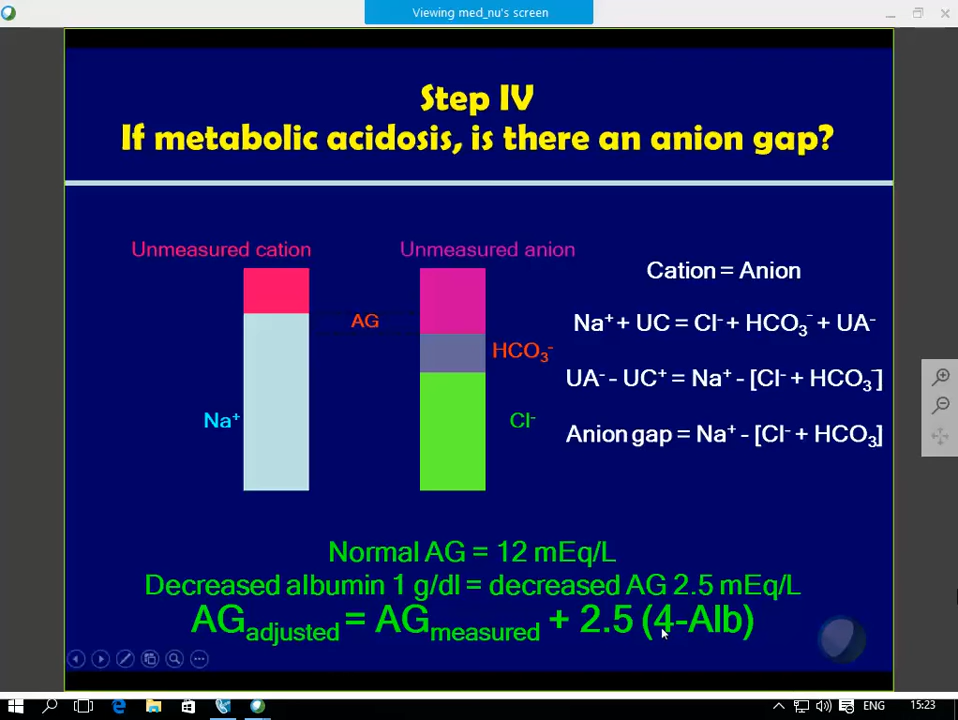 Viewing med_nu's screen
Step IV
If metabolic acidosis, is there an anion gap?
Unmeasured cation
Unmeasured anion
Cation = Anion
AG
Na⁺ + UC = Cl⁻ + HCO₃⁻ + UA⁻
HCO₃⁻
UA⁻ - UC⁺ = Na⁺ - [Cl⁻ + HCO₃⁻]
Na⁺
Cl⁻
Anion gap = Na⁺ - [Cl⁻ + HCO₃]
Normal AG = 12 mEq/L
Decreased albumin 1 g/dl = decreased AG 2.5 mEq/L
AGadjusted = AGmeasured + 2.5 (4-Alb)
ENG
15:23